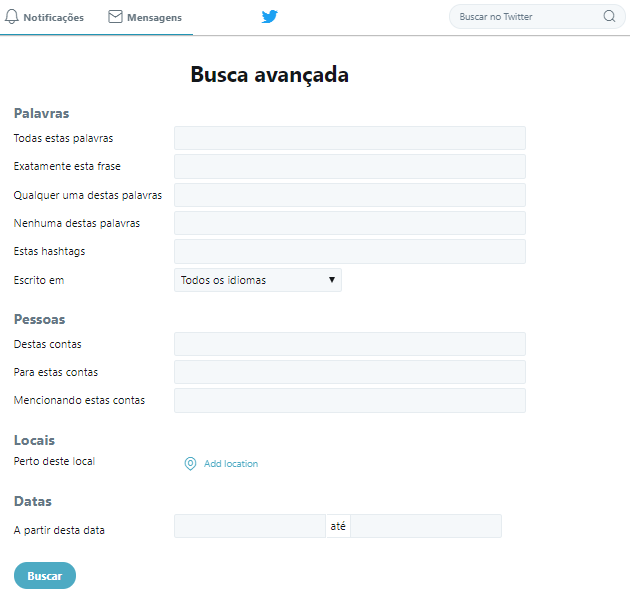 Notificações Mensagens Buscar no Twitter
Busca avançada
Palavras
Todas estas palavras
Exatamente esta frase
Qualquer uma destas palavras
Nenhuma destas palavras
Estas hashtags
Escrito em Todos os idiomas
Pessoas
Destas contas
Para estas contas
Mencionando estas contas
Locais
Perto deste local Add location
Datas
A partir desta data até
Buscar